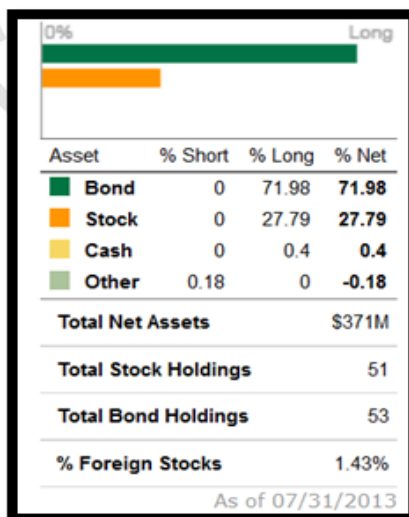 0% Long
Asset % Short % Long % Net
Bond 0 71.98 71.98
Stock 0 27.79 27.79
Cash 0 0.4 0.4
Other 0.18 0 -0.18
Total Net Assets $371M
Total Stock Holdings 51
Total Bond Holdings 53
% Foreign Stocks 1.43%
As of 07/31/2013